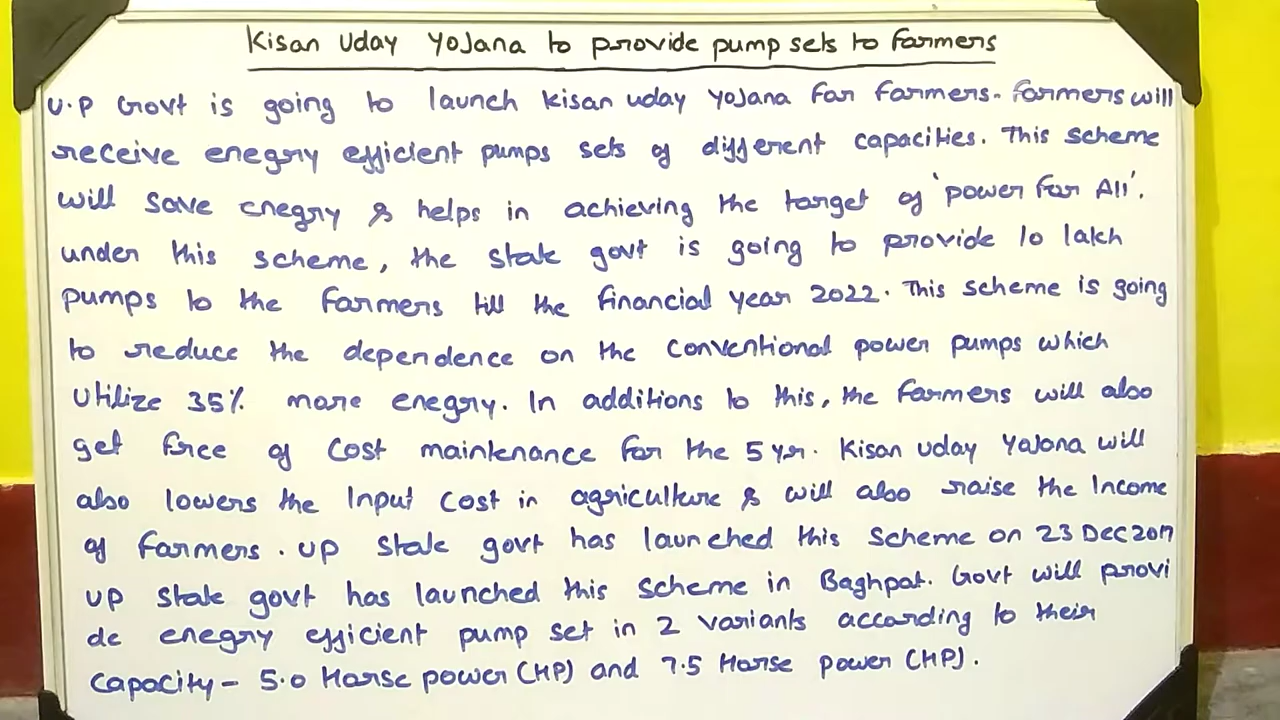 Kisan Uday Yojana to provide pump sets to farmers
U.P Govt is going to launch kisan uday yojana for farmers. farmers will
receive enegry efficient pumps sets of different capacities. This scheme
will save enegry & helps in achieving the target of 'power for All'.
under this scheme, the state govt is going to provide 10 lakh
pumps to the farmers till the financial year 2022. This scheme is going
to reduce the dependence on the conventional power pumps which
utilize 35% more enegry. In additions to this, the farmers will also
get free of cost maintenance for the 5 yr. Kisan uday Yojana will
also lowers the Input cost in agriculture & will also raise the Income
of farmers. UP state govt has launched this scheme on 23 Dec 2017
UP state govt has launched this scheme in Baghpat. Govt will provi
de enegry efficient pump set in 2 variants according to their
capacity- 5.0 Horse power (HP) and 7.5 Horse power (HP).